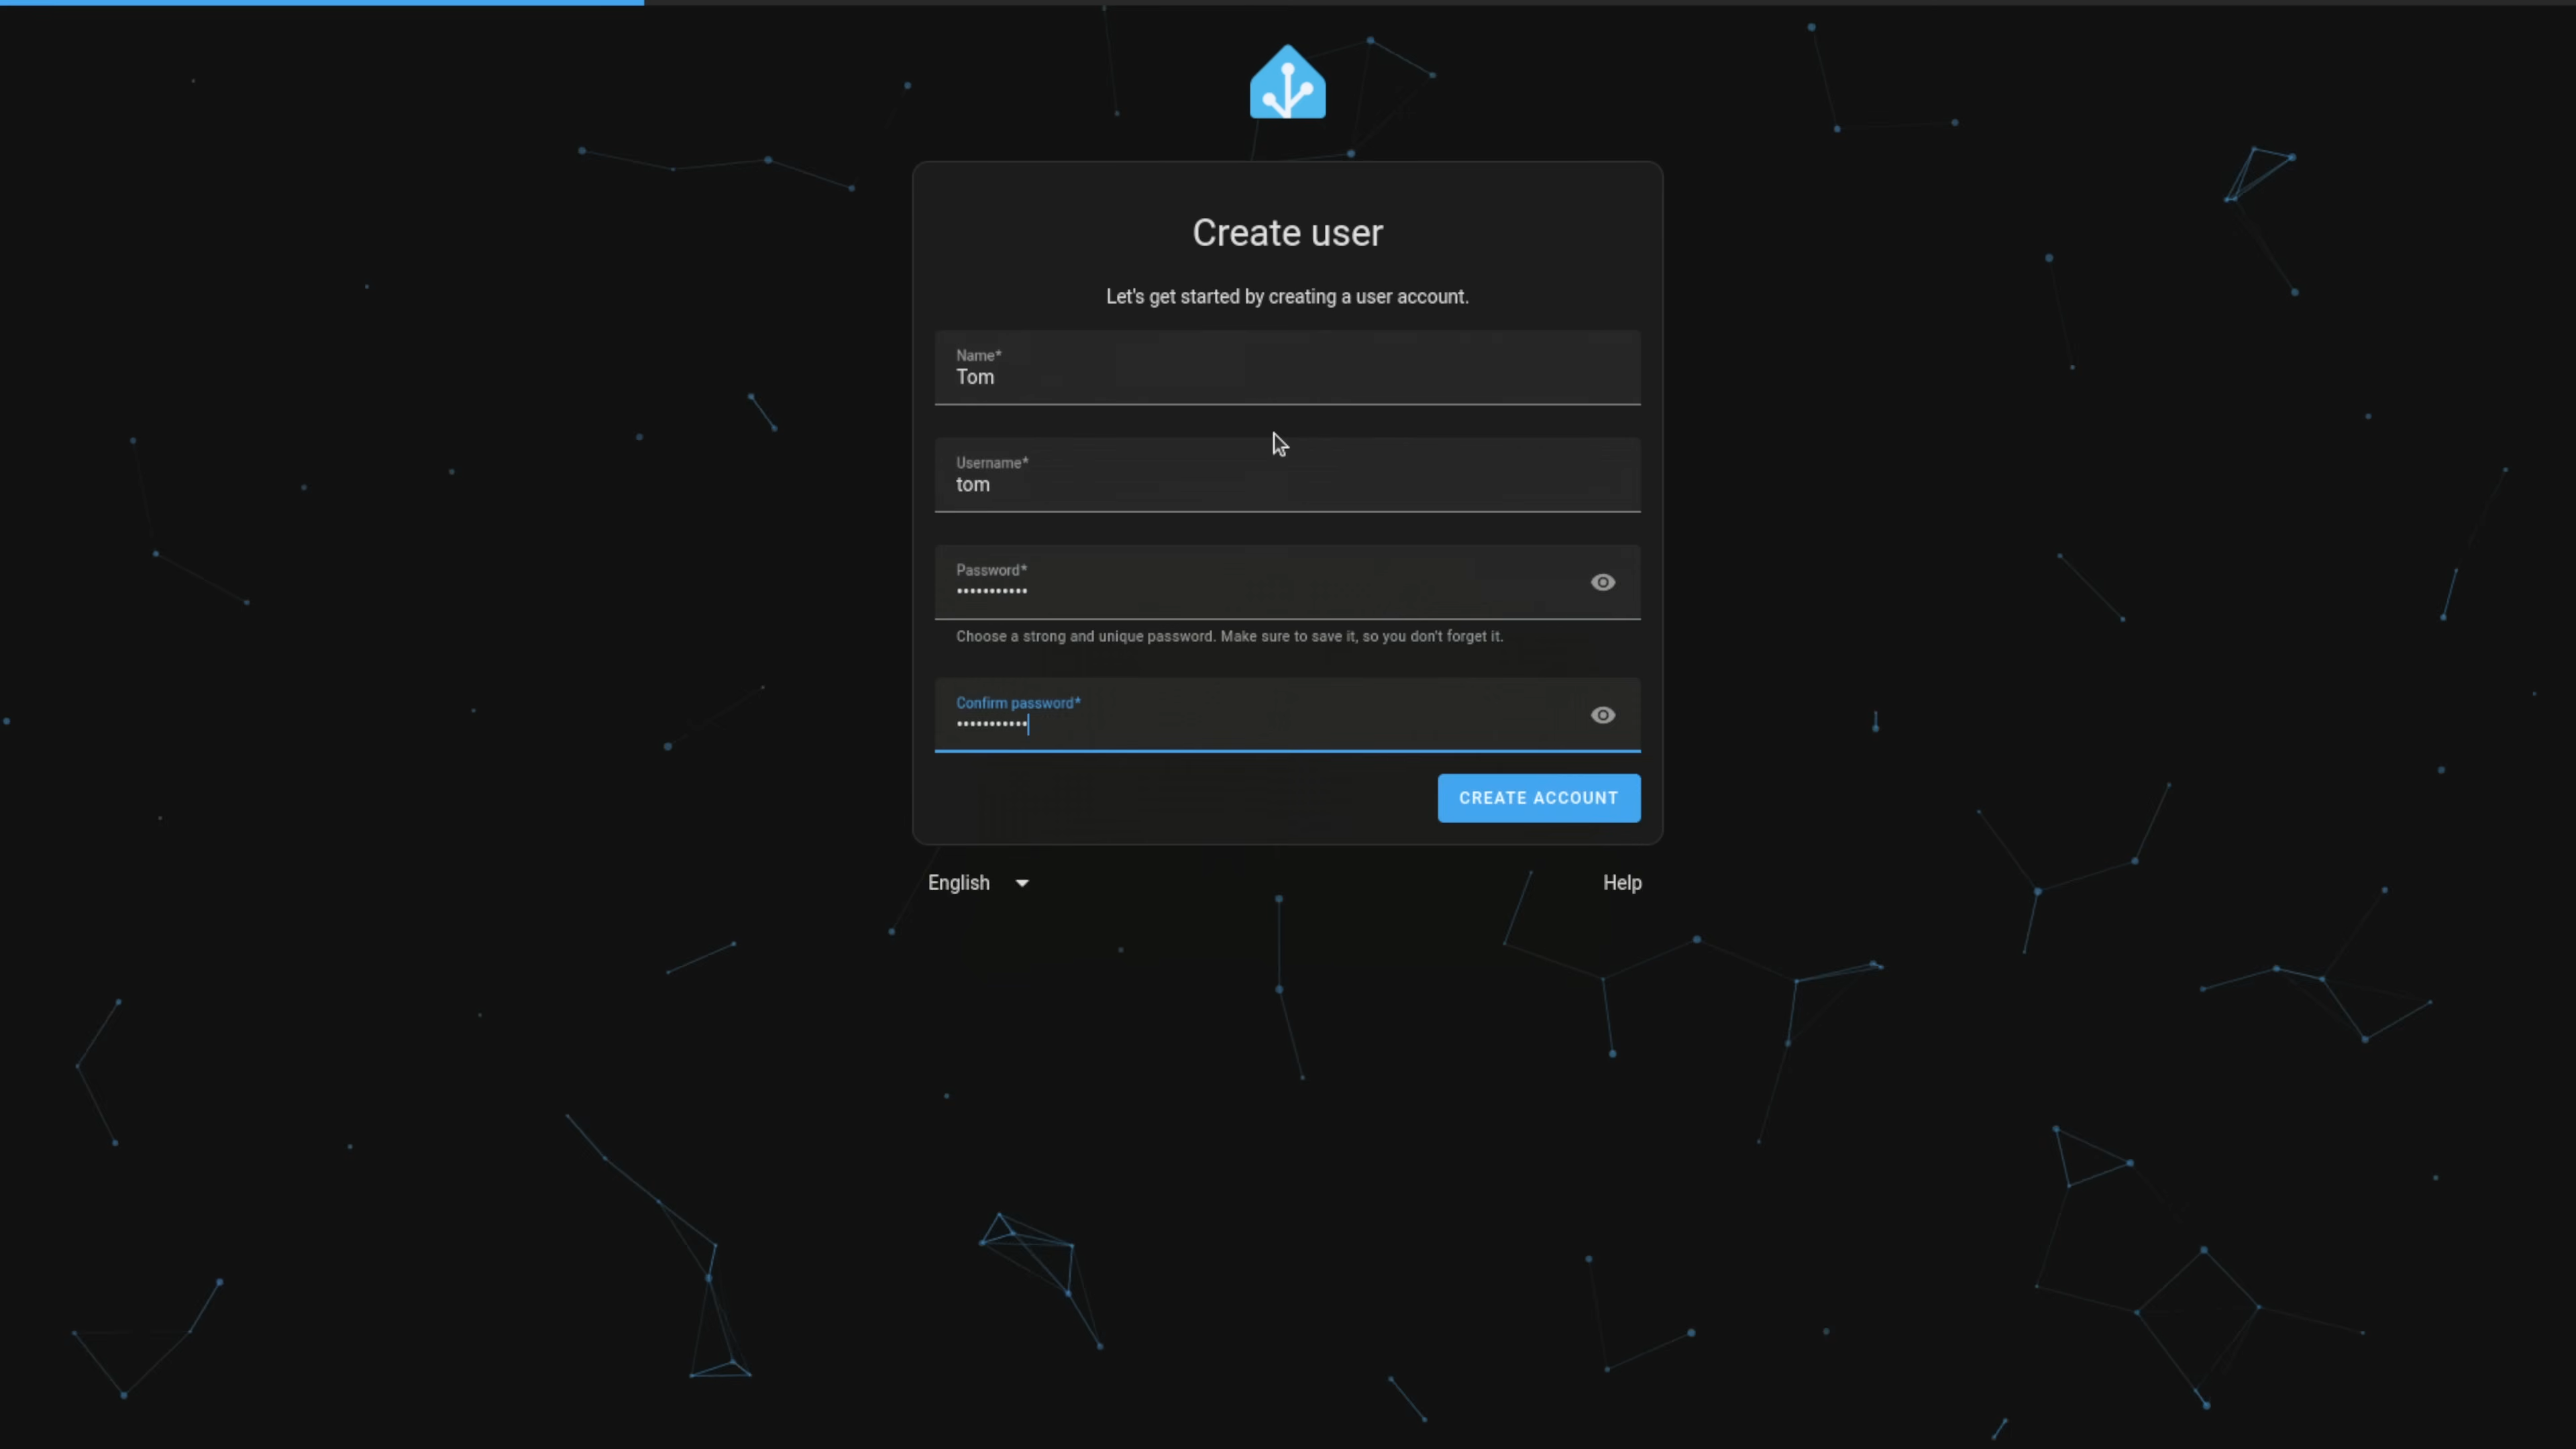 Create user
Let's get started by creating a user account.
Name*
Tom
Username*
tom
Password*
•••••••••••
Choose a strong and unique password. Make sure to save it, so you don't forget it.
Confirm password*
•••••••••••
CREATE ACCOUNT
English
Help